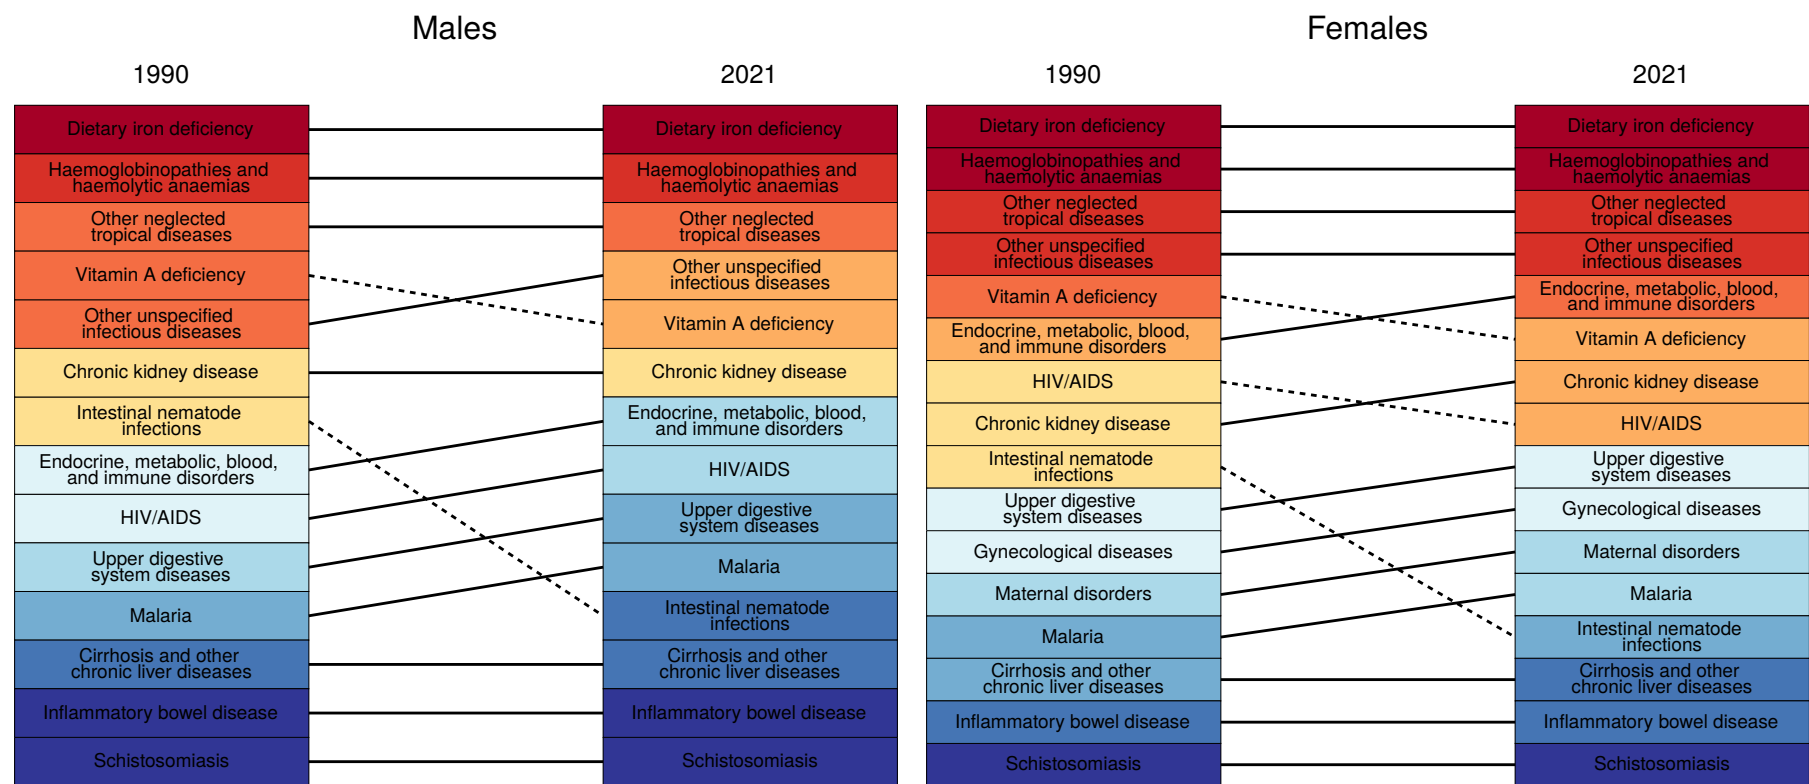 Males
1990
2021
Dietary iron deficiency
Haemoglobinopathies and
haemolytic anaemias
Other neglected
tropical diseases
Vitamin A deficiency
Other unspecified
infectious diseases
Chronic kidney disease
Intestinal nematode
infections
Endocrine, metabolic, blood,
and immune disorders
HIV/AIDS
Upper digestive
system diseases
Malaria
Cirrhosis and other
chronic liver diseases
Inflammatory bowel disease
Schistosomiasis
Dietary iron deficiency
Haemoglobinopathies and
haemolytic anaemias
Other neglected
tropical diseases
Other unspecified
infectious diseases
Vitamin A deficiency
Chronic kidney disease
Endocrine, metabolic, blood,
and immune disorders
HIV/AIDS
Upper digestive
system diseases
Malaria
Intestinal nematode
infections
Cirrhosis and other
chronic liver diseases
Inflammatory bowel disease
Schistosomiasis
Females
1990
2021
Dietary iron deficiency
Haemoglobinopathies and
haemolytic anaemias
Other neglected
tropical diseases
Other unspecified
infectious diseases
Vitamin A deficiency
Endocrine, metabolic, blood,
and immune disorders
HIV/AIDS
Chronic kidney disease
Intestinal nematode
infections
Upper digestive
system diseases
Gynecological diseases
Maternal disorders
Malaria
Cirrhosis and other
chronic liver diseases
Inflammatory bowel disease
Schistosomiasis
Dietary iron deficiency
Haemoglobinopathies and
haemolytic anaemias
Other neglected
tropical diseases
Other unspecified
infectious diseases
Endocrine, metabolic, blood,
and immune disorders
Vitamin A deficiency
Chronic kidney disease
HIV/AIDS
Upper digestive
system diseases
Gynecological diseases
Maternal disorders
Malaria
Intestinal nematode
infections
Cirrhosis and other
chronic liver diseases
Inflammatory bowel disease
Schistosomiasis